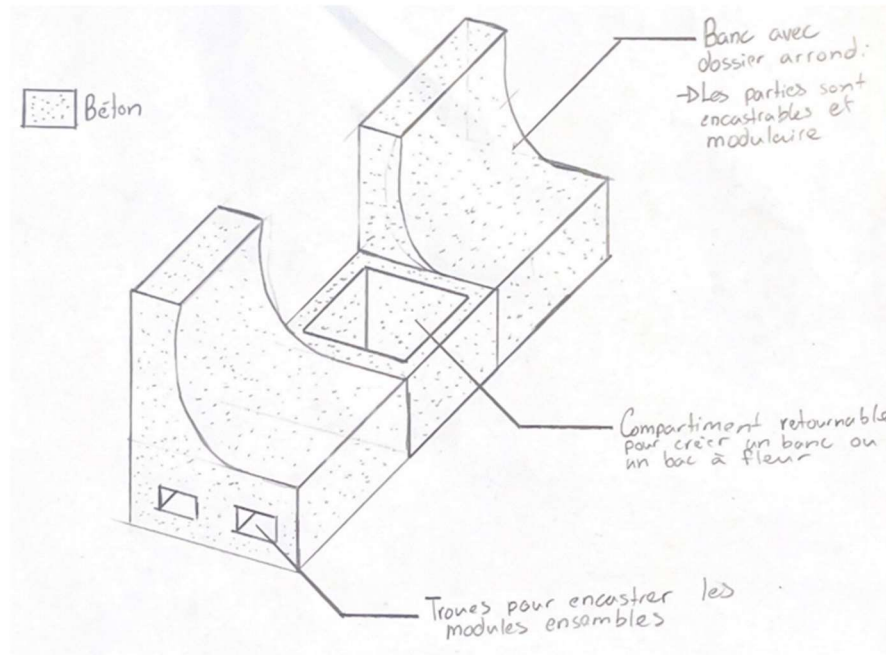 Béton
Banc avec
dossier arrondi
→Les parties sont
encastrables et
modulaire
Compartiment retournable
pour créer un banc ou
un bac à fleur
Troues pour encastrer les
modules ensembles